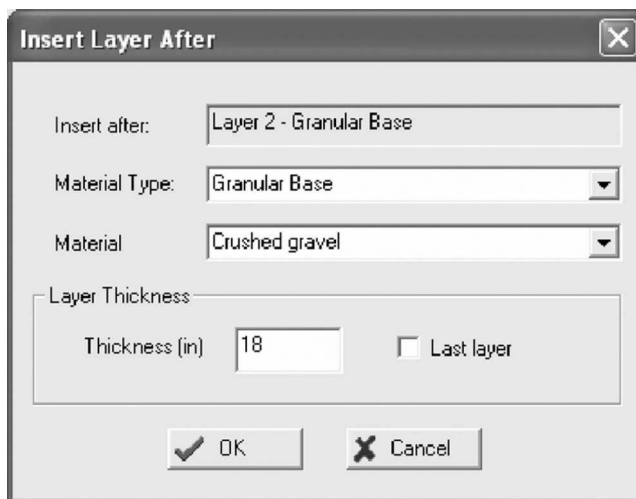 Insert Layer After
Insert after: Layer 2 - Granular Base
Material Type: Granular Base
Material Crushed gravel
Layer Thickness
Thickness (in) 18 Last layer
OK Cancel